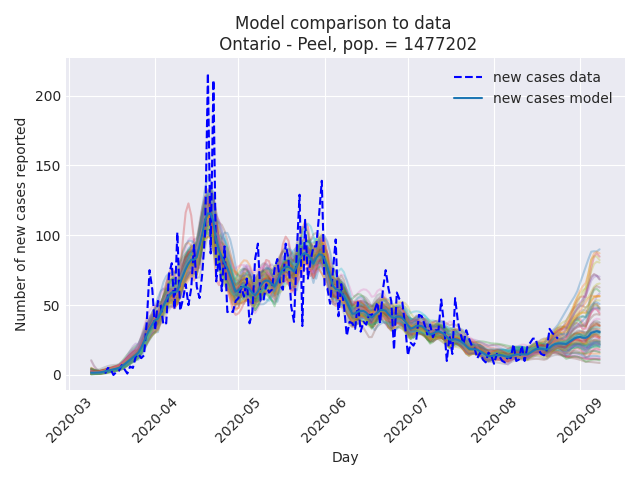 Model comparison to data
Ontario - Peel, pop. = 1477202
new cases data
new cases model
Number of new cases reported
200
150
100
50
0
2020-03
2020-04
2020-05
2020-06
2020-07
2020-08
2020-09
Day